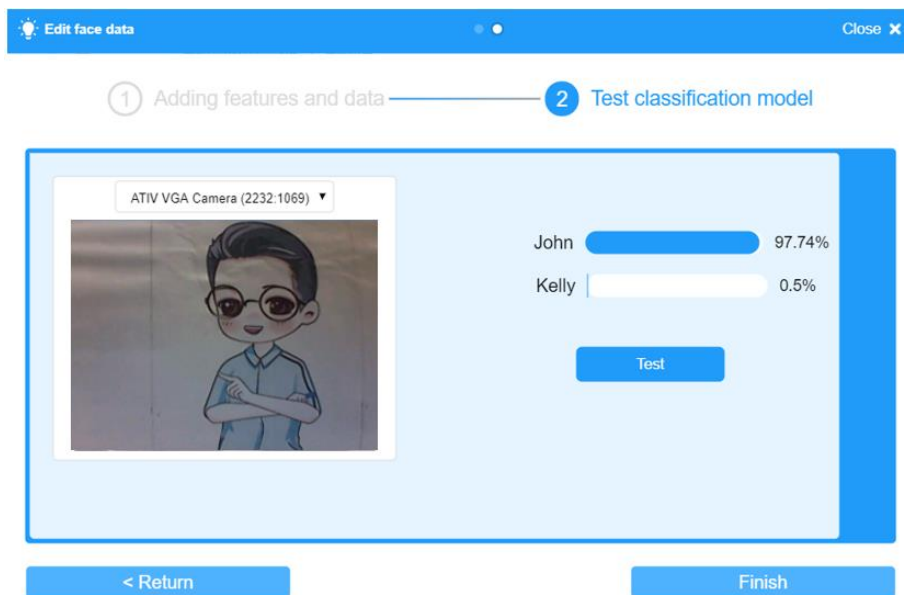 Edit face data
Close ✕
1 Adding features and data
2 Test classification model
ATIV VGA Camera (2232:1069) ▼
John 97.74%
Kelly 0.5%
Test
< Return
Finish